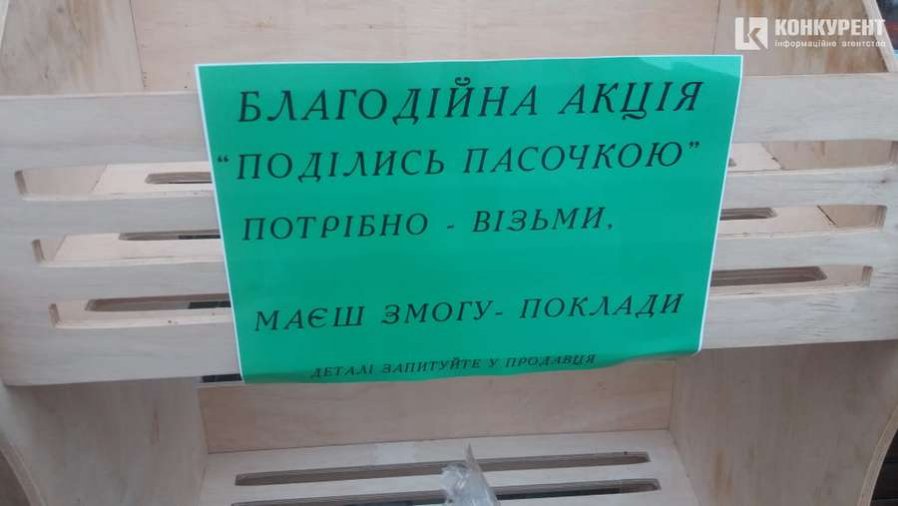 КОНКУРЕНТ
інформаційне агентство
БЛАГОДІЙНА АКЦІЯ
“ПОДІЛИСЬ ПАСОЧКОЮ”
ПОТРІБНО - ВІЗЬМИ,
МАЄШ ЗМОГУ- ПОКЛАДИ
ДЕТАЛІ ЗАПИТУЙТЕ У ПРОДАВЦЯ